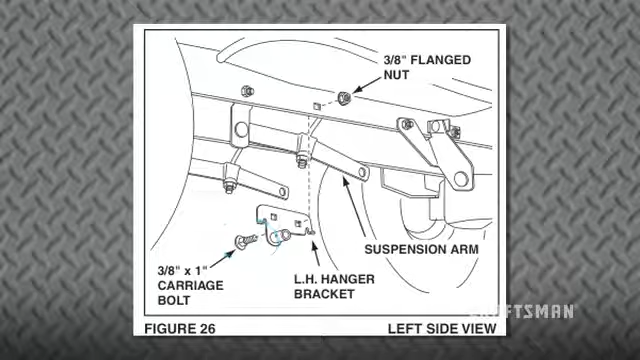 3/8" FLANGED
NUT
SUSPENSION ARM
3/8" x 1"
CARRIAGE
BOLT
L.H. HANGER
BRACKET
CRAFTSMAN
FIGURE 26
LEFT SIDE VIEW